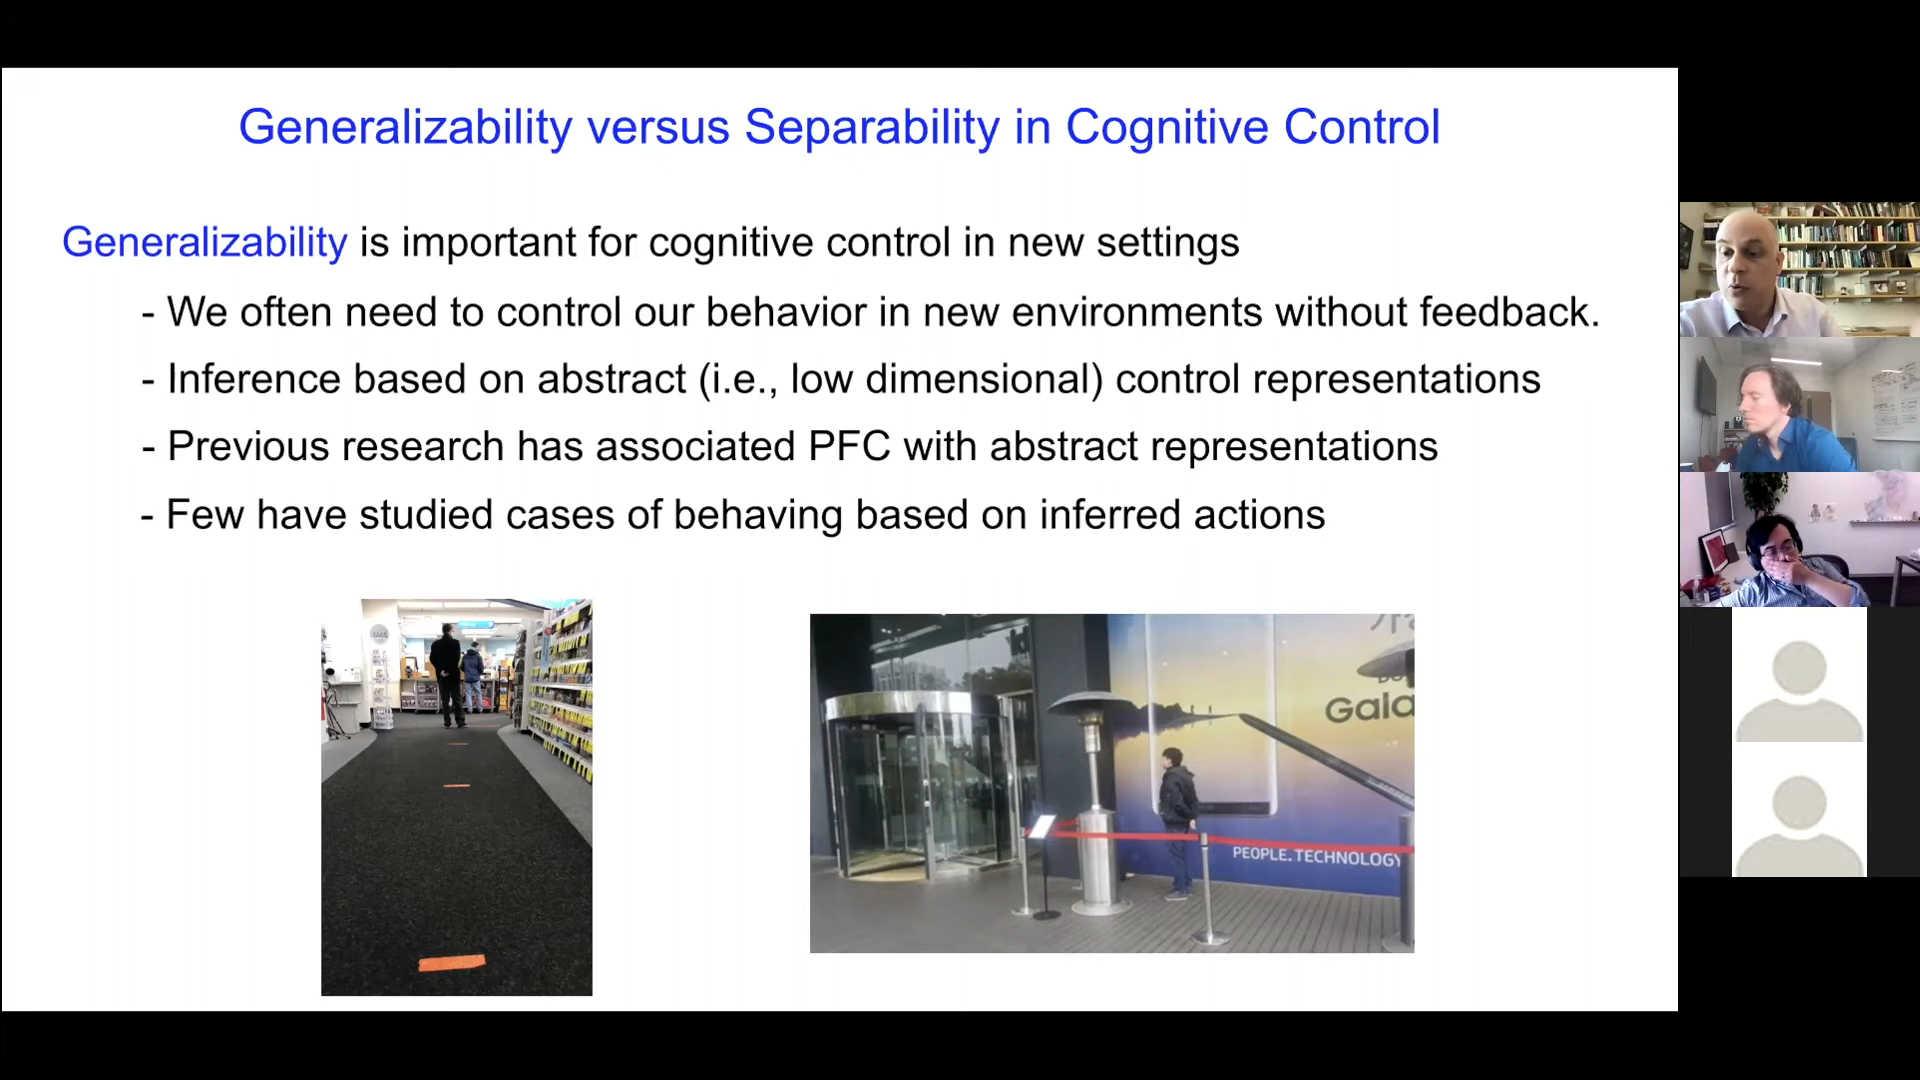 Generalizability versus Separability in Cognitive Control
Generalizability is important for cognitive control in new settings
- We often need to control our behavior in new environments without feedback.
- Inference based on abstract (i.e., low dimensional) control representations
- Previous research has associated PFC with abstract representations
- Few have studied cases of behaving based on inferred actions
Gala
PEOPLE.TECHNOLOGY